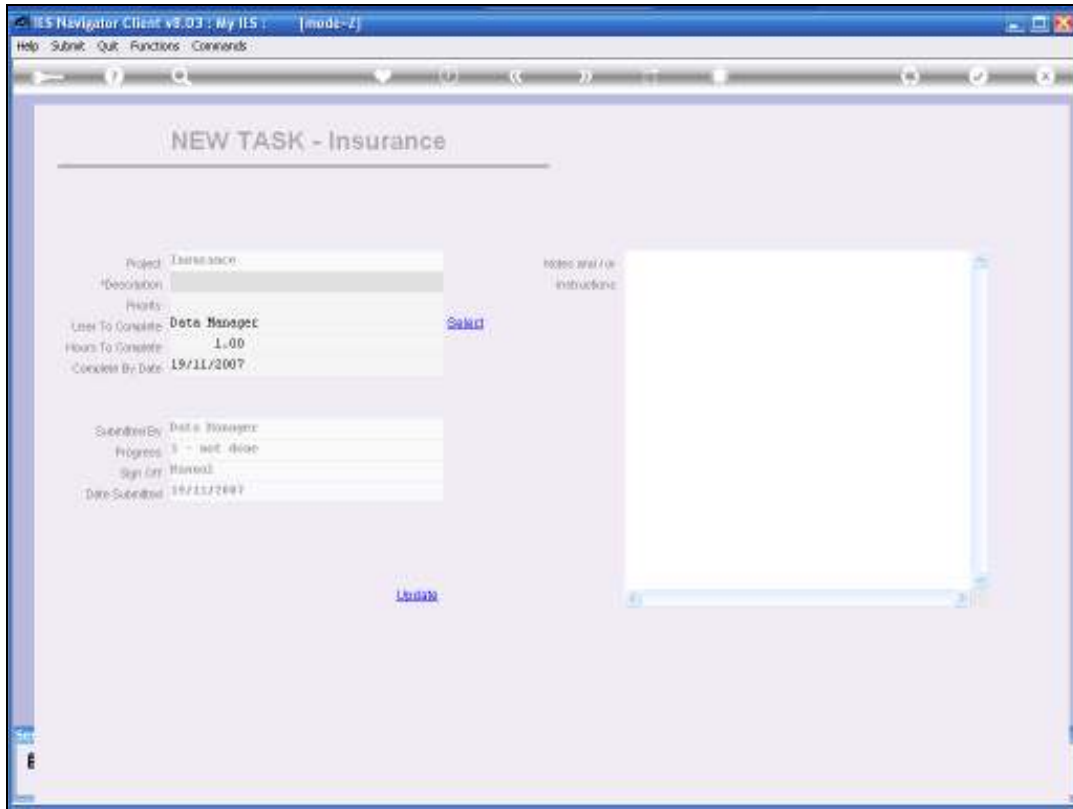 IES Navigator Client v8.03 : My IES : [mode-Z]
Help Submit Quit Functions Commands
NEW TASK - Insurance
Project Insurance
*Description
Priority
User To Complete Data Manager Select
Hours To Complete 1.00
Complete By Date 19/11/2007
Notes and / or
Instructions
Submitted By Data Manager
Progress - not done
Sign Off Manual
Date Submitted 19/11/2007
Update